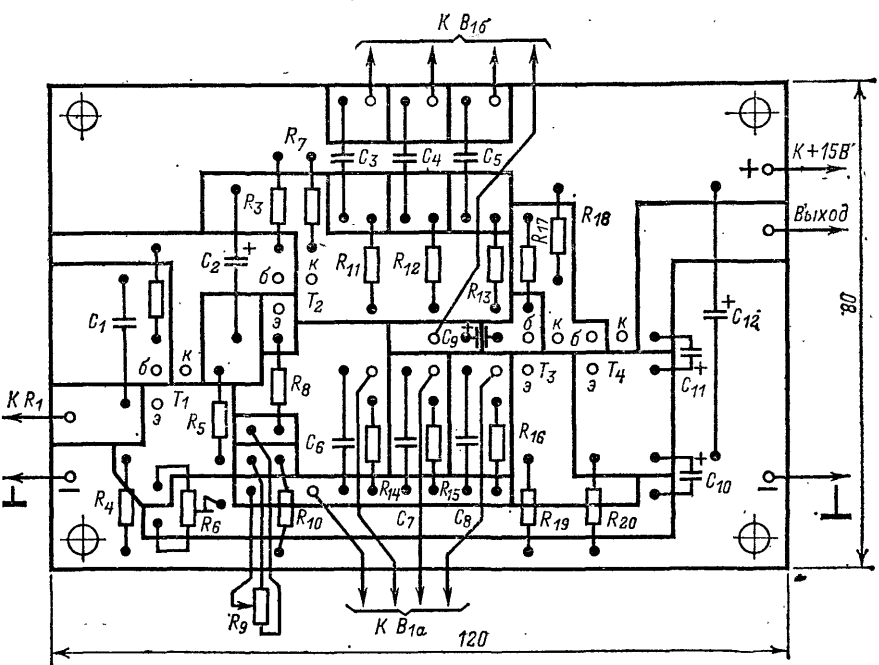 К В1б
R7
C3
C4
C5
К+15В
+
R3
R18
Выход
R17
C2
+
R11
R12
R13
б
к
T2
э
80
C1
+
C9
б
к
б
к
+
C12
б
к
T3
T4
э
э
C11
+
К R1
T1
э
R5
R8
C6
R16
+
C10
−
R4
R6
R10
R14
R15
C7
C8
R19
R20
−
R9
К В1а
120